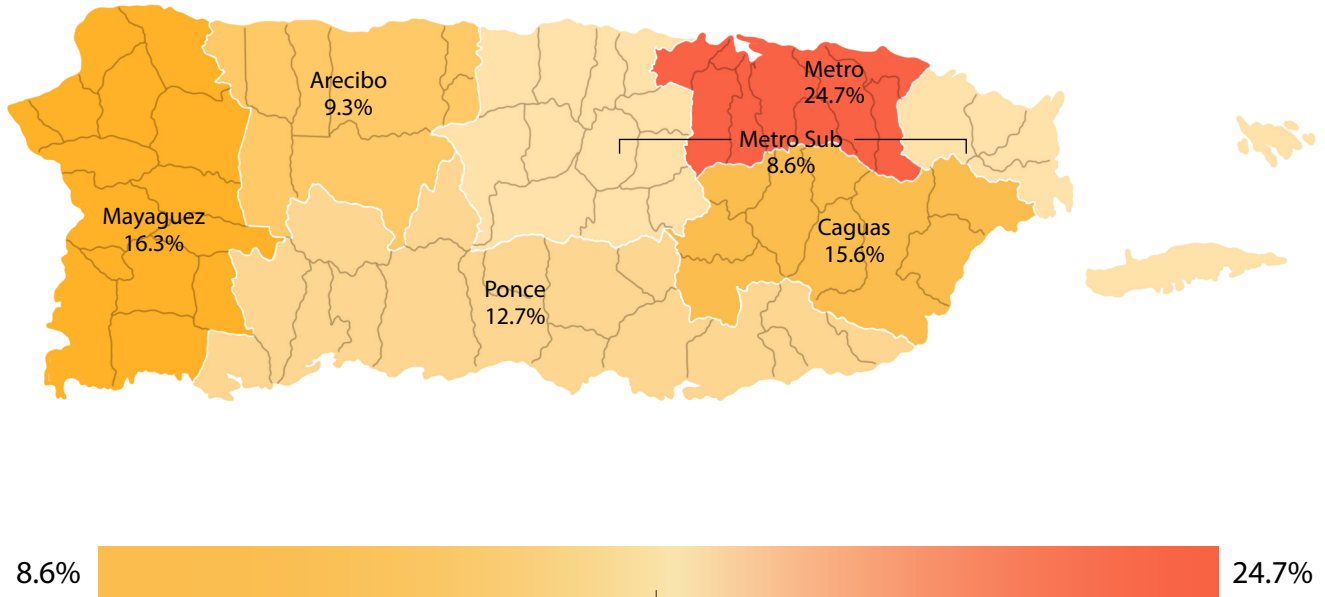 Arecibo
9.3%
Metro
24.7%
Metro Sub
8.6%
Mayaguez
16.3%
Caguas
15.6%
Ponce
12.7%
8.6%
24.7%